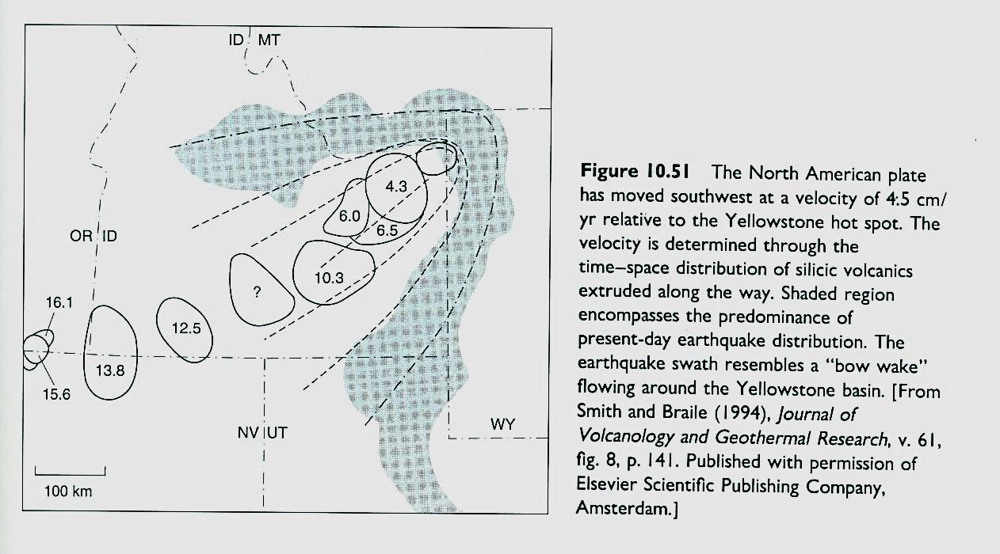 ID MT
4.3
6.0
6.5
OR ID
10.3
?
16.1
12.5
13.8
15.6
NV UT
WY
100 km
Figure 10.51 The North American plate
has moved southwest at a velocity of 4.5 cm/
yr relative to the Yellowstone hot spot. The
velocity is determined through the
time–space distribution of silicic volcanics
extruded along the way. Shaded region
encompasses the predominance of
present-day earthquake distribution. The
earthquake swath resembles a “bow wake”
flowing around the Yellowstone basin. [From
Smith and Braile (1994), Journal of
Volcanology and Geothermal Research, v. 61,
fig. 8, p. 141. Published with permission of
Elsevier Scientific Publishing Company,
Amsterdam.]